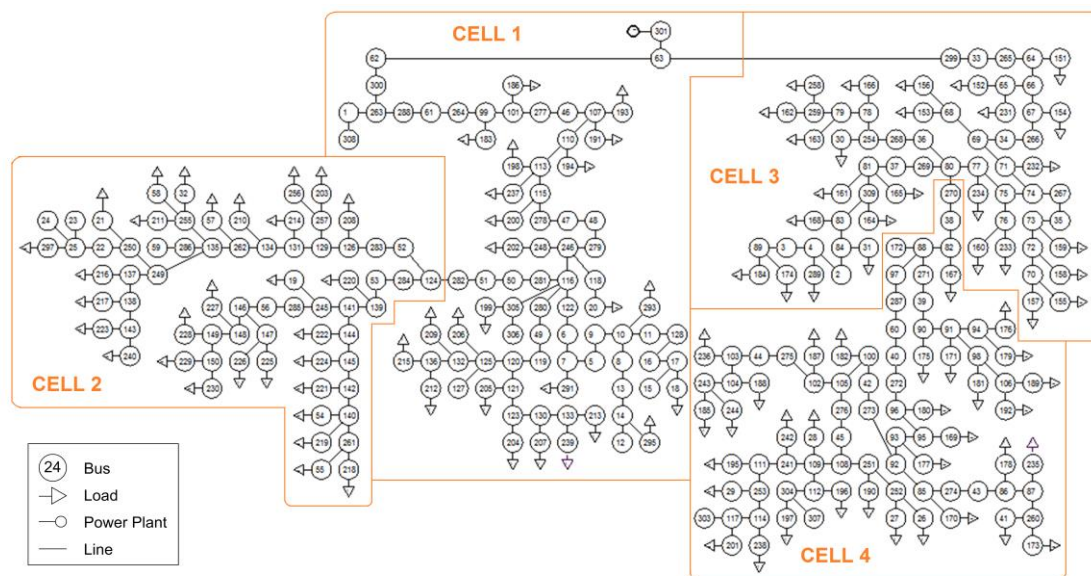 CELL 1
301
62 63 299 33 265 64 151
300 186 258 166 156 152 65 66
1 263 288 61 264 99 101 277 46 107 193 162 259 79 78 68 153 231 67 154
308 183 110 191 163 30 254 268 36 69 34 266
CELL 3
198 113 194 81 37 269 80 77 71 232
58 32 256 203 237 115 161 309 165 270 234 75 74 267
24 23 21 211 255 57 210 214 257 208 200 278 47 48 168 83 164 38 76 73 35
297 25 22 250 59 286 135 262 134 131 129 126 283 52 202 248 246 279 89 3 4 84 31 172 88 82 160 233 72 159
216 137 249 19 220 53 284 124 282 51 50 281 116 118 184 174 289 2 97 271 167 70 158
217 138 227 146 56 285 245 141 139 199 305 280 20 293 287 39 157 155
223 143 228 149 148 147 222 144 209 206 306 49 122 6 9 10 11 128 60 90 91 94 176
240 229 150 226 225 224 145 215 136 132 125 120 119 7 5 8 16 17 236 103 44 275 187 182 100 40 175 171 98 179
CELL 2
230 221 142 212 127 208 121 291 13 15 18 243 104 188 102 105 42 272 181 106 189
54 140 123 130 133 213 14 185 244 276 273 96 180 192
219 261 204 207 239 12 295 242 28 45 93 95 169
55 218 195 111 241 109 108 251 92 177 178 235
24 Bus
29 253 304 112 196 190 252 85 274 43 86 87
Load
303 117 114 197 307 27 26 170 41 260
Power Plant
201 238 173
CELL 4
Line